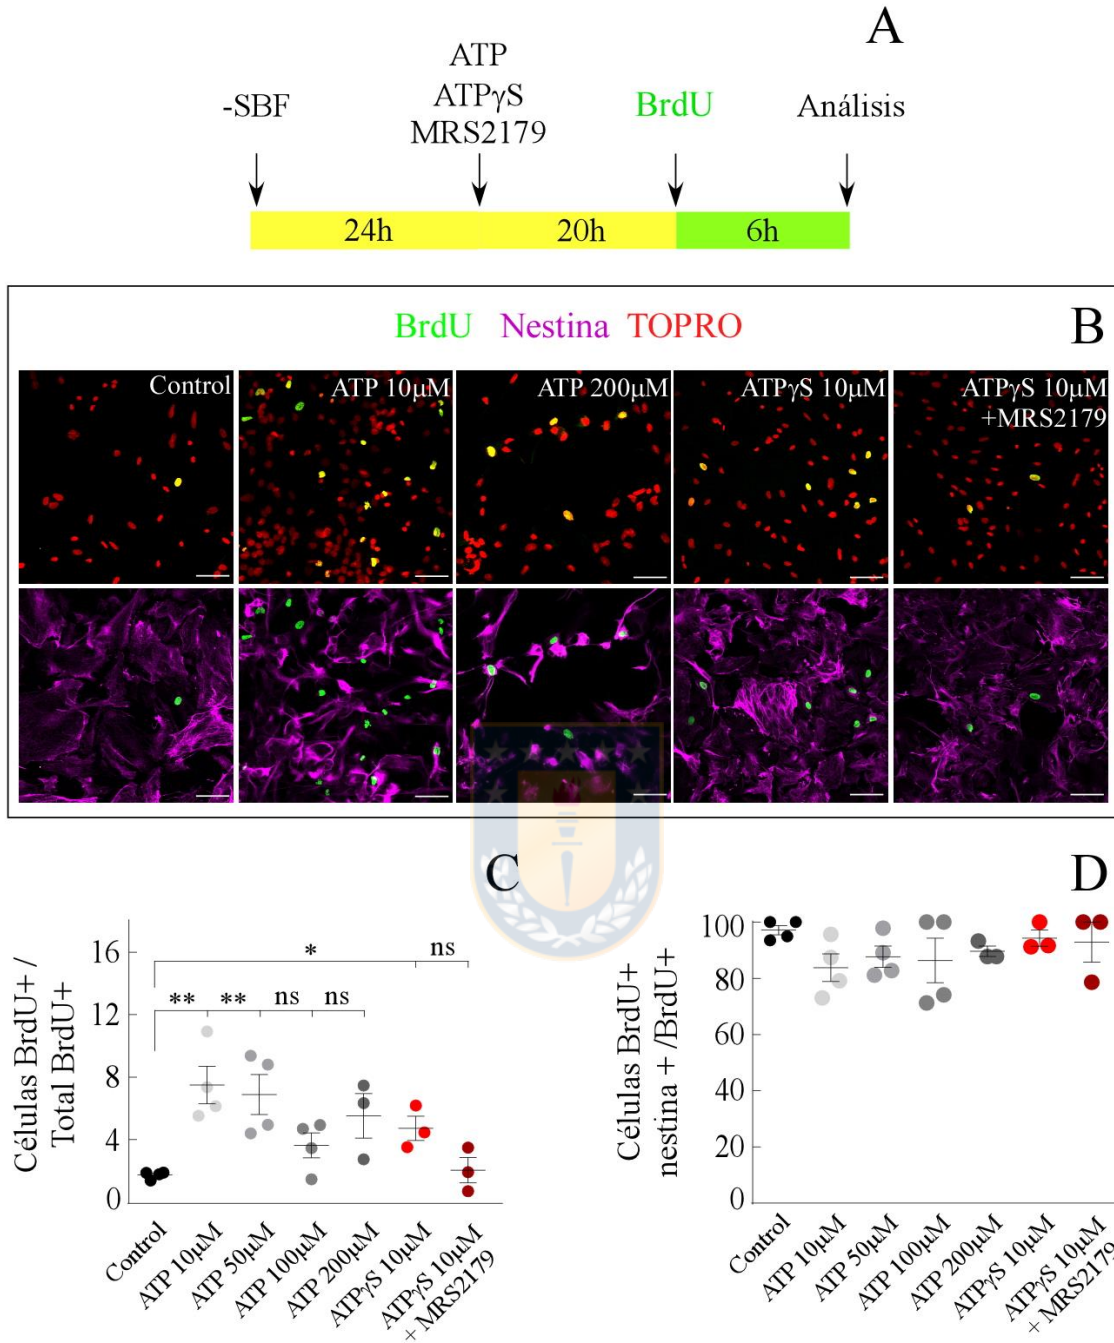 A
ATP
ATPγS
MRS2179
-SBF
BrdU
Análisis
24h
20h
6h
B
BrdU Nestina TOPRO
Control
ATP 10µM
ATP 200µM
ATPγS 10µM
ATPγS 10µM
+MRS2179
C
Células BrdU+ /
Total BrdU+
16
12
8
4
0
*
ns
**
**
ns
ns
Control
ATP 10µM
ATP 50µM
ATP 100µM
ATP 200µM
ATPγS 10µM
ATPγS 10µM
+ MRS2179
D
Células BrdU+
nestina + /BrdU+
100
80
60
40
20
0
Control
ATP 10µM
ATP 50µM
ATP 100µM
ATP 200µM
ATPγS 10µM
ATPγS 10µM
+ MRS2179